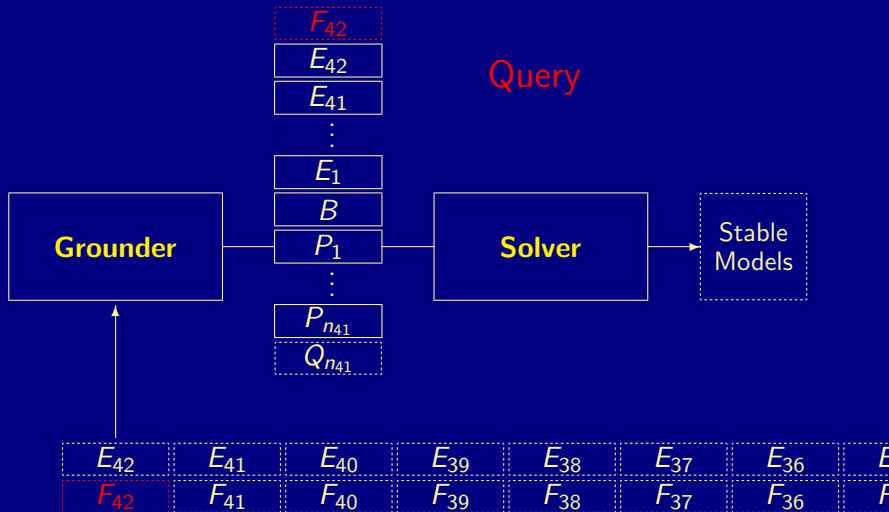 F₄₂
E₄₂
Query
E₄₁
⋮
E₁
B
Grounder
P₁
Solver
Stable
Models
⋮
Pₙ₄₁
Qₙ₄₁
E₄₂ E₄₁ E₄₀ E₃₉ E₃₈ E₃₇ E₃₆ E
F₄₂ F₄₁ F₄₀ F₃₉ F₃₈ F₃₇ F₃₆ F